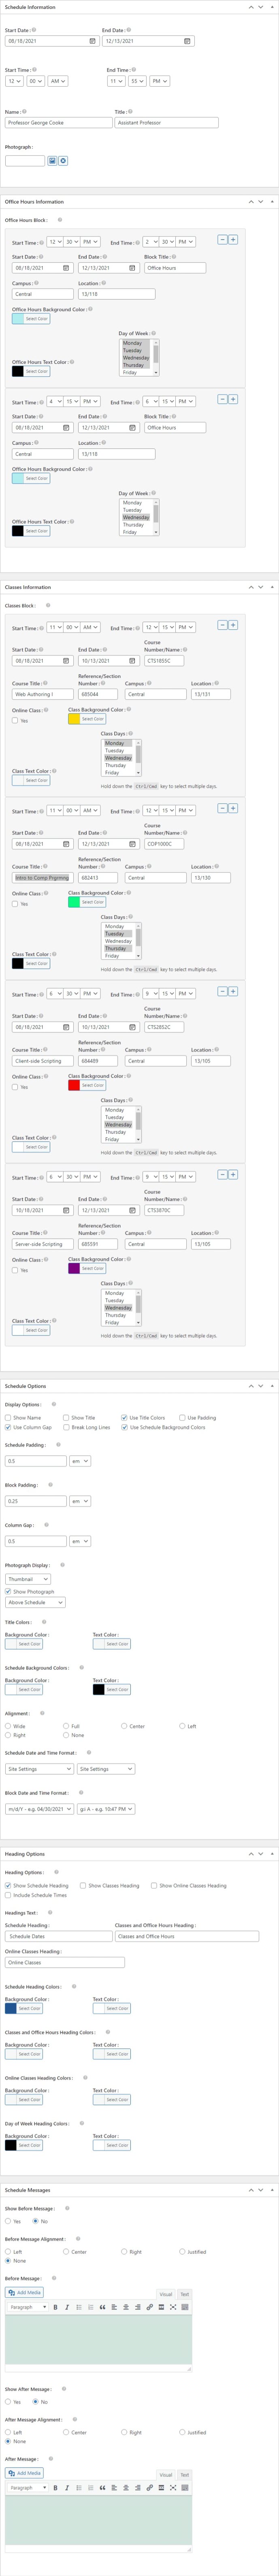 Schedule Information
Start Date: End Date:
08/18/2021 12/13/2021
Start Time: End Time:
12 00 AM 11 55 PM
Name: Title:
Professor George Cooke Assistant Professor
Photograph:
Office Hours Information
Office Hours Block:
Start Time: 12 30 PM End Time: 2 30 PM
Start Date: End Date: Block Title:
08/18/2021 12/13/2021 Office Hours
Campus: Location:
Central 13/118
Office Hours Background Color:
Select Color
Day of Week:
Monday
Tuesday
Wednesday
Thursday
Friday
Office Hours Text Color:
Select Color
Start Time: 4 15 PM End Time: 6 15 PM
Start Date: End Date: Block Title:
08/18/2021 12/13/2021 Office Hours
Campus: Location:
Central 13/118
Office Hours Background Color:
Select Color
Day of Week:
Monday
Tuesday
Wednesday
Thursday
Friday
Office Hours Text Color:
Select Color
Classes Information
Classes Block:
Start Time: 11 00 AM End Time: 12 15 PM
Start Date: End Date: Course Number/Name:
08/18/2021 10/13/2021 CTS1855C
Course Title: Reference/Section Number: Campus: Location:
Web Authoring I 685044 Central 13/131
Online Class: Class Background Color:
Yes Select Color
Class Days:
Monday
Tuesday
Wednesday
Thursday
Friday
Class Text Color:
Select Color
Hold down the Ctrl/Cmd key to select multiple days.
Start Time: 11 00 AM End Time: 12 15 PM
Start Date: End Date: Course Number/Name:
08/18/2021 12/13/2021 COP1000C
Course Title: Reference/Section Number: Campus: Location:
Intro to Comp Prgrming 682413 Central 13/130
Online Class: Class Background Color:
Yes Select Color
Class Days:
Monday
Tuesday
Wednesday
Thursday
Friday
Class Text Color:
Select Color
Hold down the Ctrl/Cmd key to select multiple days.
Start Time: 6 30 PM End Time: 9 15 PM
Start Date: End Date: Course Number/Name:
08/18/2021 10/13/2021 CTS2852C
Course Title: Reference/Section Number: Campus: Location:
Client-side Scripting 684489 Central 13/105
Online Class: Class Background Color:
Yes Select Color
Class Days:
Monday
Tuesday
Wednesday
Thursday
Friday
Class Text Color:
Select Color
Hold down the Ctrl/Cmd key to select multiple days.
Start Time: 6 30 PM End Time: 9 15 PM
Start Date: End Date: Course Number/Name:
10/18/2021 12/13/2021 CTS3870C
Course Title: Reference/Section Number: Campus: Location:
Server-side Scripting 685591 Central 13/105
Online Class: Class Background Color:
Yes Select Color
Class Days:
Monday
Tuesday
Wednesday
Thursday
Friday
Class Text Color:
Select Color
Hold down the Ctrl/Cmd key to select multiple days.
Schedule Options
Display Options:
Show Name Show Title Use Title Colors Use Padding
Use Column Gap Break Long Lines Use Schedule Background Colors
Schedule Padding:
0.5 em
Block Padding:
0.25 em
Column Gap:
0.5 em
Photograph Display:
Thumbnail
Show Photograph
Above Schedule
Title Colors:
Background Color: Text Color:
Select Color Select Color
Schedule Background Colors:
Background Color: Text Color:
Select Color Select Color
Alignment:
Wide Full Center Left
Right None
Schedule Date and Time Format:
Site Settings Site Settings
Block Date and Time Format:
m/d/Y - e.g. 04/30/2021 g:i A - e.g. 10:47 PM
Heading Options
Heading Options:
Show Schedule Heading Show Classes Heading Show Online Classes Heading
Include Schedule Times
Headings Text:
Schedule Heading: Classes and Office Hours Heading:
Schedule Dates Classes and Office Hours
Online Classes Heading:
Online Classes
Schedule Heading Colors:
Background Color: Text Color:
Select Color Select Color
Classes and Office Hours Heading Colors:
Background Color: Text Color:
Select Color Select Color
Online Classes Heading Colors:
Background Color: Text Color:
Select Color Select Color
Day of Week Heading Colors:
Background Color: Text Color:
Select Color Select Color
Schedule Messages
Show Before Message:
Yes No
Before Message Alignment:
Left Center Right Justified
None
Before Message:
Add Media Visual Text
Paragraph B I
Show After Message:
Yes No
After Message Alignment:
Left Center Right Justified
None
After Message:
Add Media Visual Text
Paragraph B I